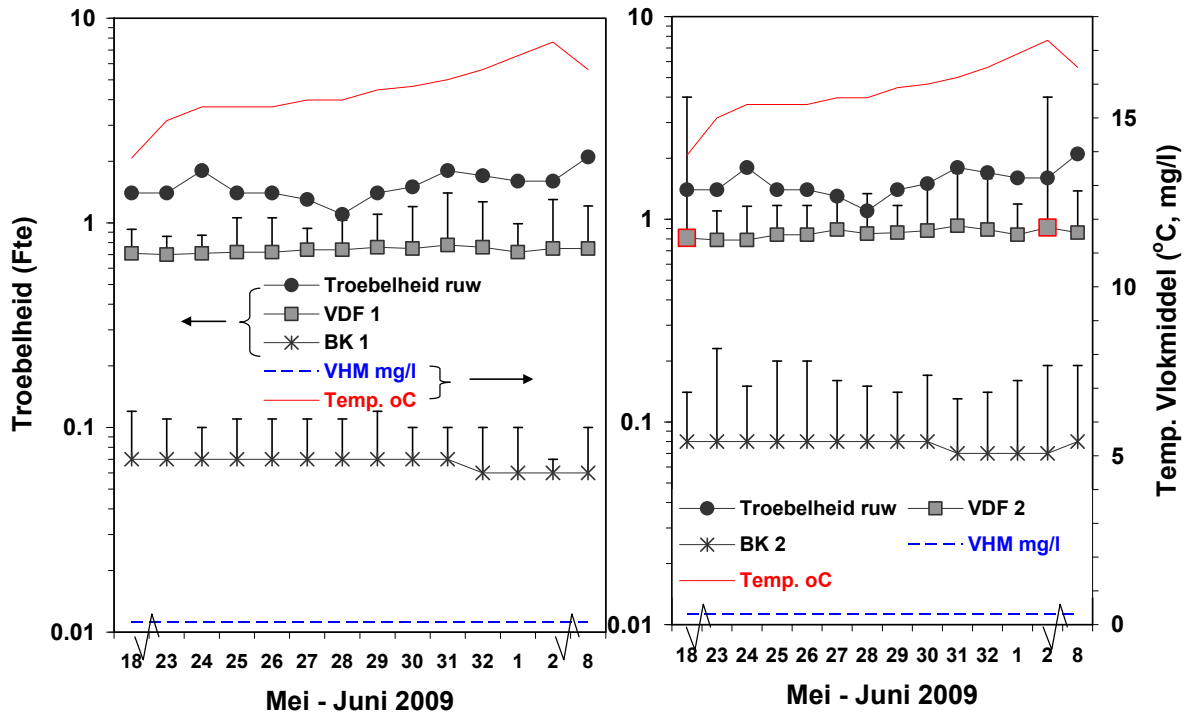 10
1
0.1
0.01
Troebelheid (Fte)
Troebelheid ruw
VDF 1
BK 1
VHM mg/l
Temp. oC
18 23 24 25 26 27 28 29 30 31 32 1 2 8
Mei - Juni 2009
10
1
0.1
0.01
Troebelheid ruw
VDF 2
BK 2
VHM mg/l
Temp. oC
18 23 24 25 26 27 28 29 30 31 32 1 2 8
Mei - Juni 2009
15
10
5
0
Temp. Vlokmiddel (°C, mg/l)